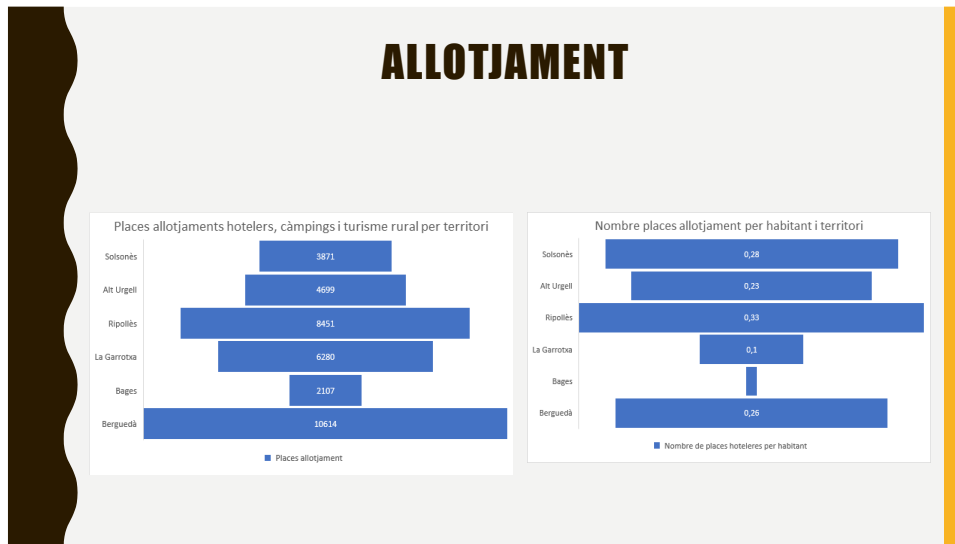 ALLOTJAMENT
Places allotjaments hotelers, càmpings i turisme rural per territori
Solsonès 3871
Alt Urgell 4699
Ripollès 8451
La Garrotxa 6280
Bages 2107
Berguedà 10614
Places allotjament
Nombre places allotjament per habitant i territori
Solsonès 0,28
Alt Urgell 0,23
Ripollès 0,33
La Garrotxa 0,1
Bages
Berguedà 0,26
Nombre de places hoteleres per habitant